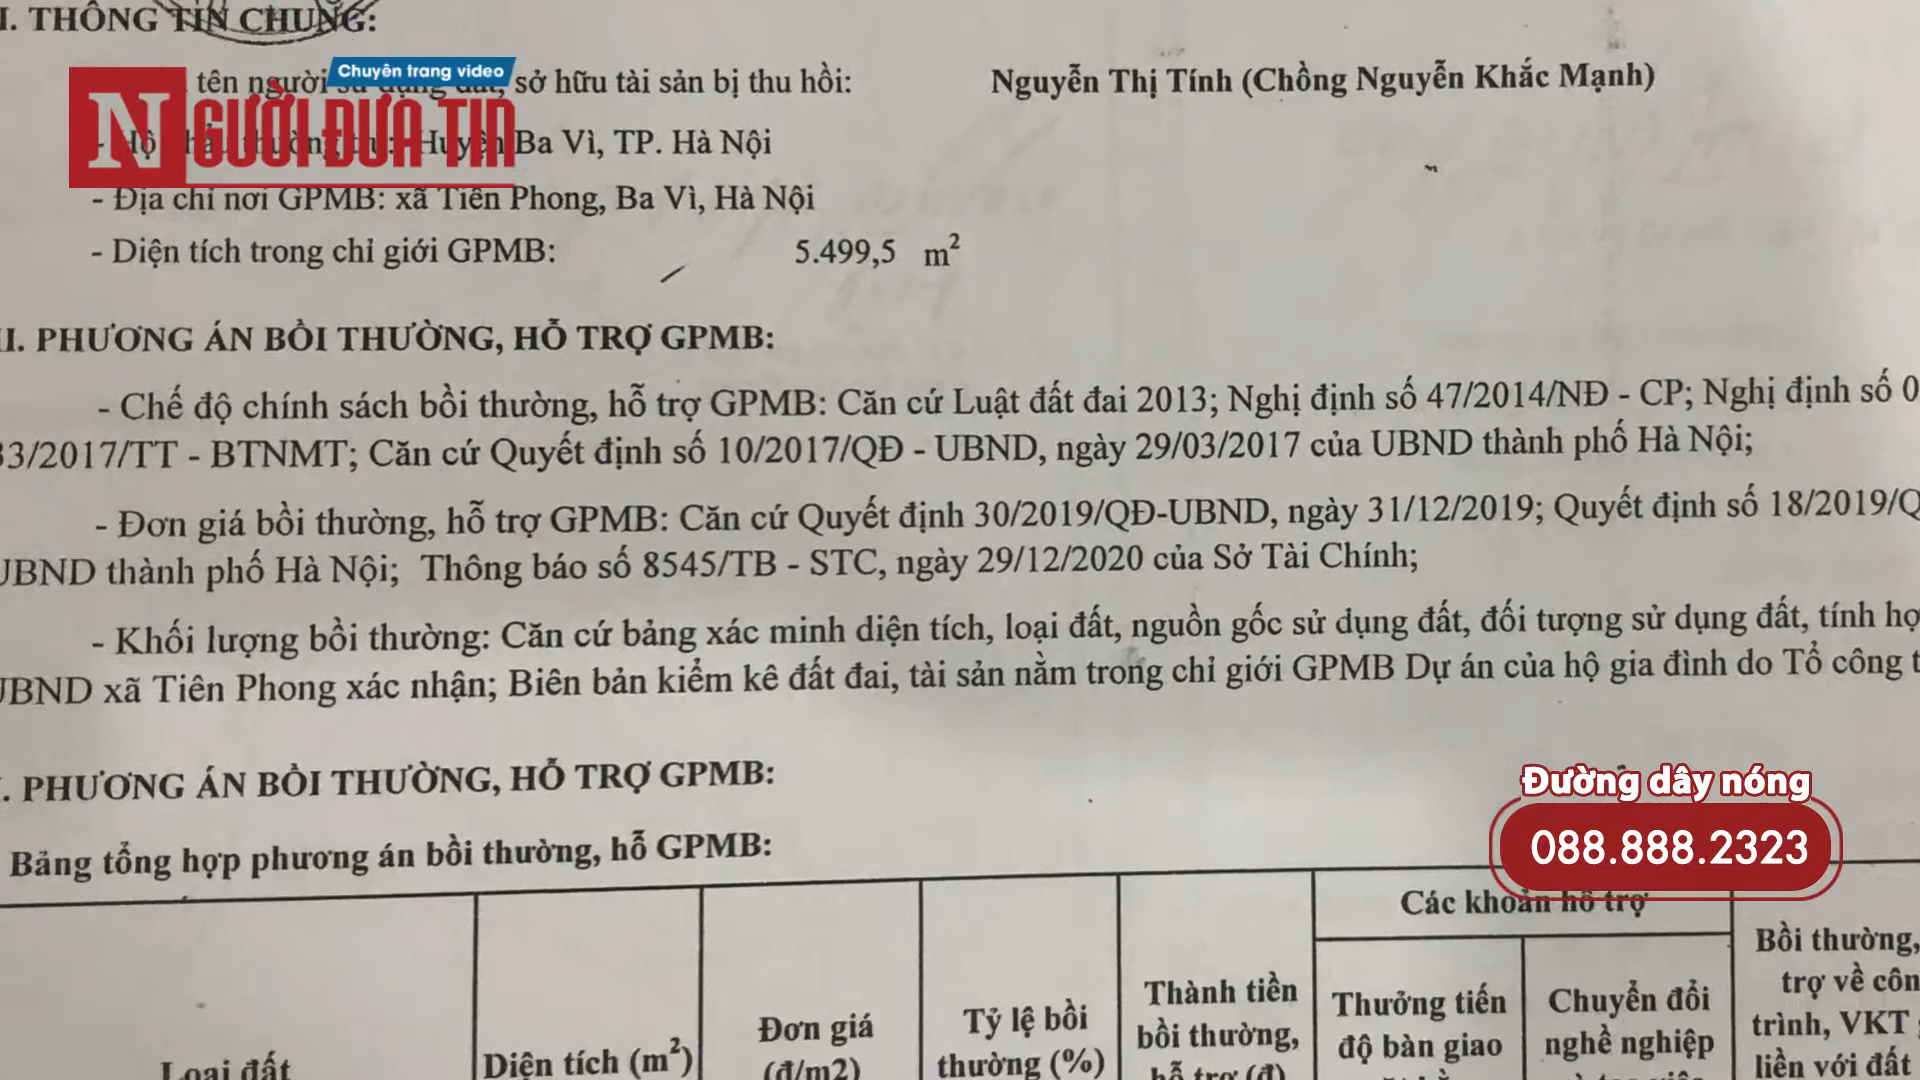 I. THÔNG TIN CHUNG:
Chuyên trang video
NGƯỜI ĐƯA TIN
tên người sử dụng đất, sở hữu tài sản bị thu hồi: Nguyễn Thị Tính (Chồng Nguyễn Khắc Mạnh)
- Hộ khẩu thường trú: Huyện Ba Vì, TP. Hà Nội
- Địa chỉ nơi GPMB: xã Tiên Phong, Ba Vì, Hà Nội
- Diện tích trong chỉ giới GPMB: 5.499,5 m²
II. PHƯƠNG ÁN BỒI THƯỜNG, HỖ TRỢ GPMB:
- Chế độ chính sách bồi thường, hỗ trợ GPMB: Căn cứ Luật đất đai 2013; Nghị định số 47/2014/NĐ - CP; Nghị định số 0
33/2017/TT - BTNMT; Căn cứ Quyết định số 10/2017/QĐ - UBND, ngày 29/03/2017 của UBND thành phố Hà Nội;
- Đơn giá bồi thường, hỗ trợ GPMB: Căn cứ Quyết định 30/2019/QĐ-UBND, ngày 31/12/2019; Quyết định số 18/2019/Q
UBND thành phố Hà Nội; Thông báo số 8545/TB - STC, ngày 29/12/2020 của Sở Tài Chính;
- Khối lượng bồi thường: Căn cứ bảng xác minh diện tích, loại đất, nguồn gốc sử dụng đất, đối tượng sử dụng đất, tính hợ
UBND xã Tiên Phong xác nhận; Biên bản kiểm kê đất đai, tài sản nằm trong chỉ giới GPMB Dự án của hộ gia đình do Tổ công t
. PHƯƠNG ÁN BỒI THƯỜNG, HỖ TRỢ GPMB:
Đường dây nóng
088.888.2323
Bảng tổng hợp phương án bồi thường, hỗ GPMB:
Các khoản hỗ trợ
Loại đất
Diện tích (m²)
Đơn giá
(đ/m2)
Tỷ lệ bồi
thường (%)
Thành tiền
bồi thường,
hỗ trợ (đ)
Thưởng tiến
độ bàn giao
Chuyển đổi
nghề nghiệp
Bồi thường,
trợ về côn
trình, VKT
liền với đất